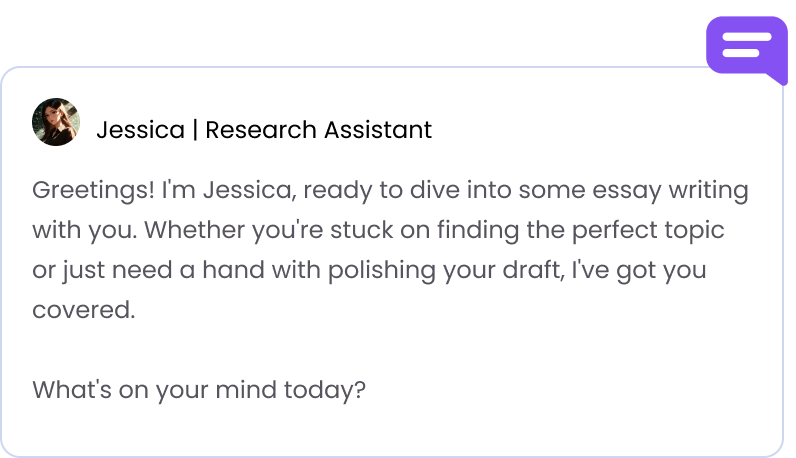 Jessica | Research Assistant
Greetings! I'm Jessica, ready to dive into some essay writing
with you. Whether you're stuck on finding the perfect topic
or just need a hand with polishing your draft, I've got you
covered.
What's on your mind today?